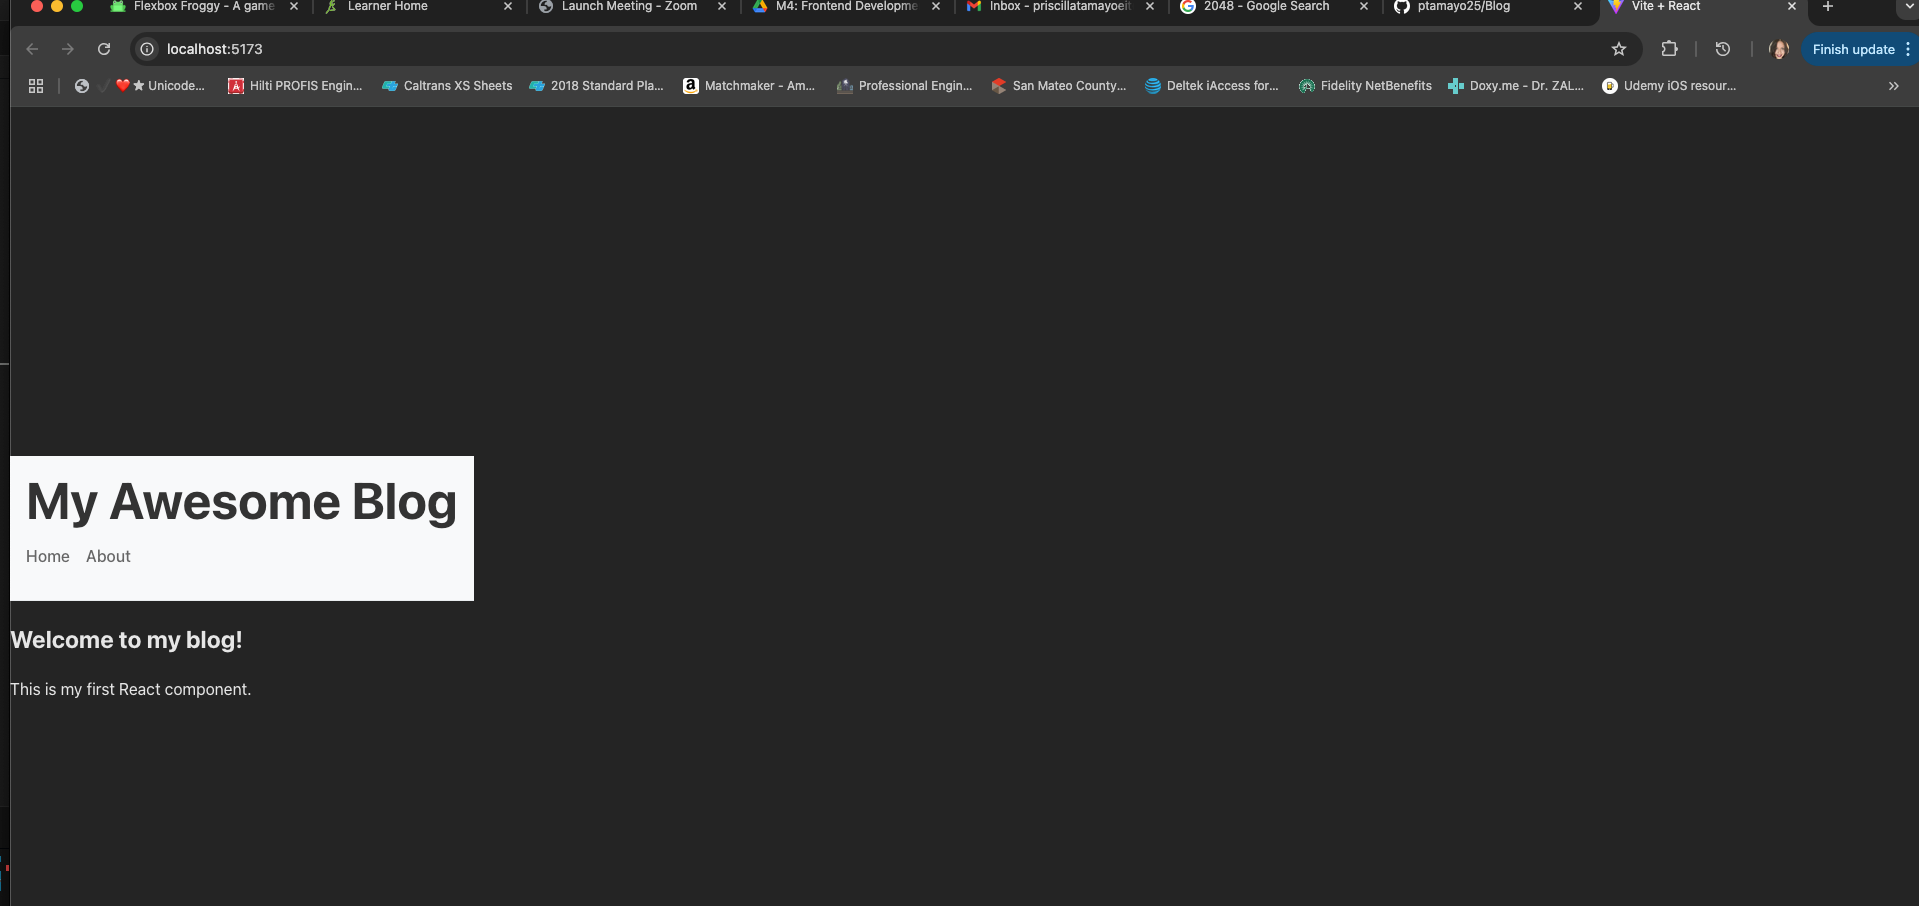 Flexbox Froggy - A game
Learner Home
Launch Meeting - Zoom
M4: Frontend Developme
Inbox - priscillatamayoeit
2048 - Google Search
ptamayo25/Blog
Vite + React
localhost:5173
Finish update
Unicode...
Hilti PROFIS Engin...
Caltrans XS Sheets
2018 Standard Pla...
Matchmaker - Am...
Professional Engin...
San Mateo County...
Deltek iAccess for...
Fidelity NetBenefits
Doxy.me - Dr. ZAL...
Udemy iOS resour...
My Awesome Blog
Home About
Welcome to my blog!
This is my first React component.